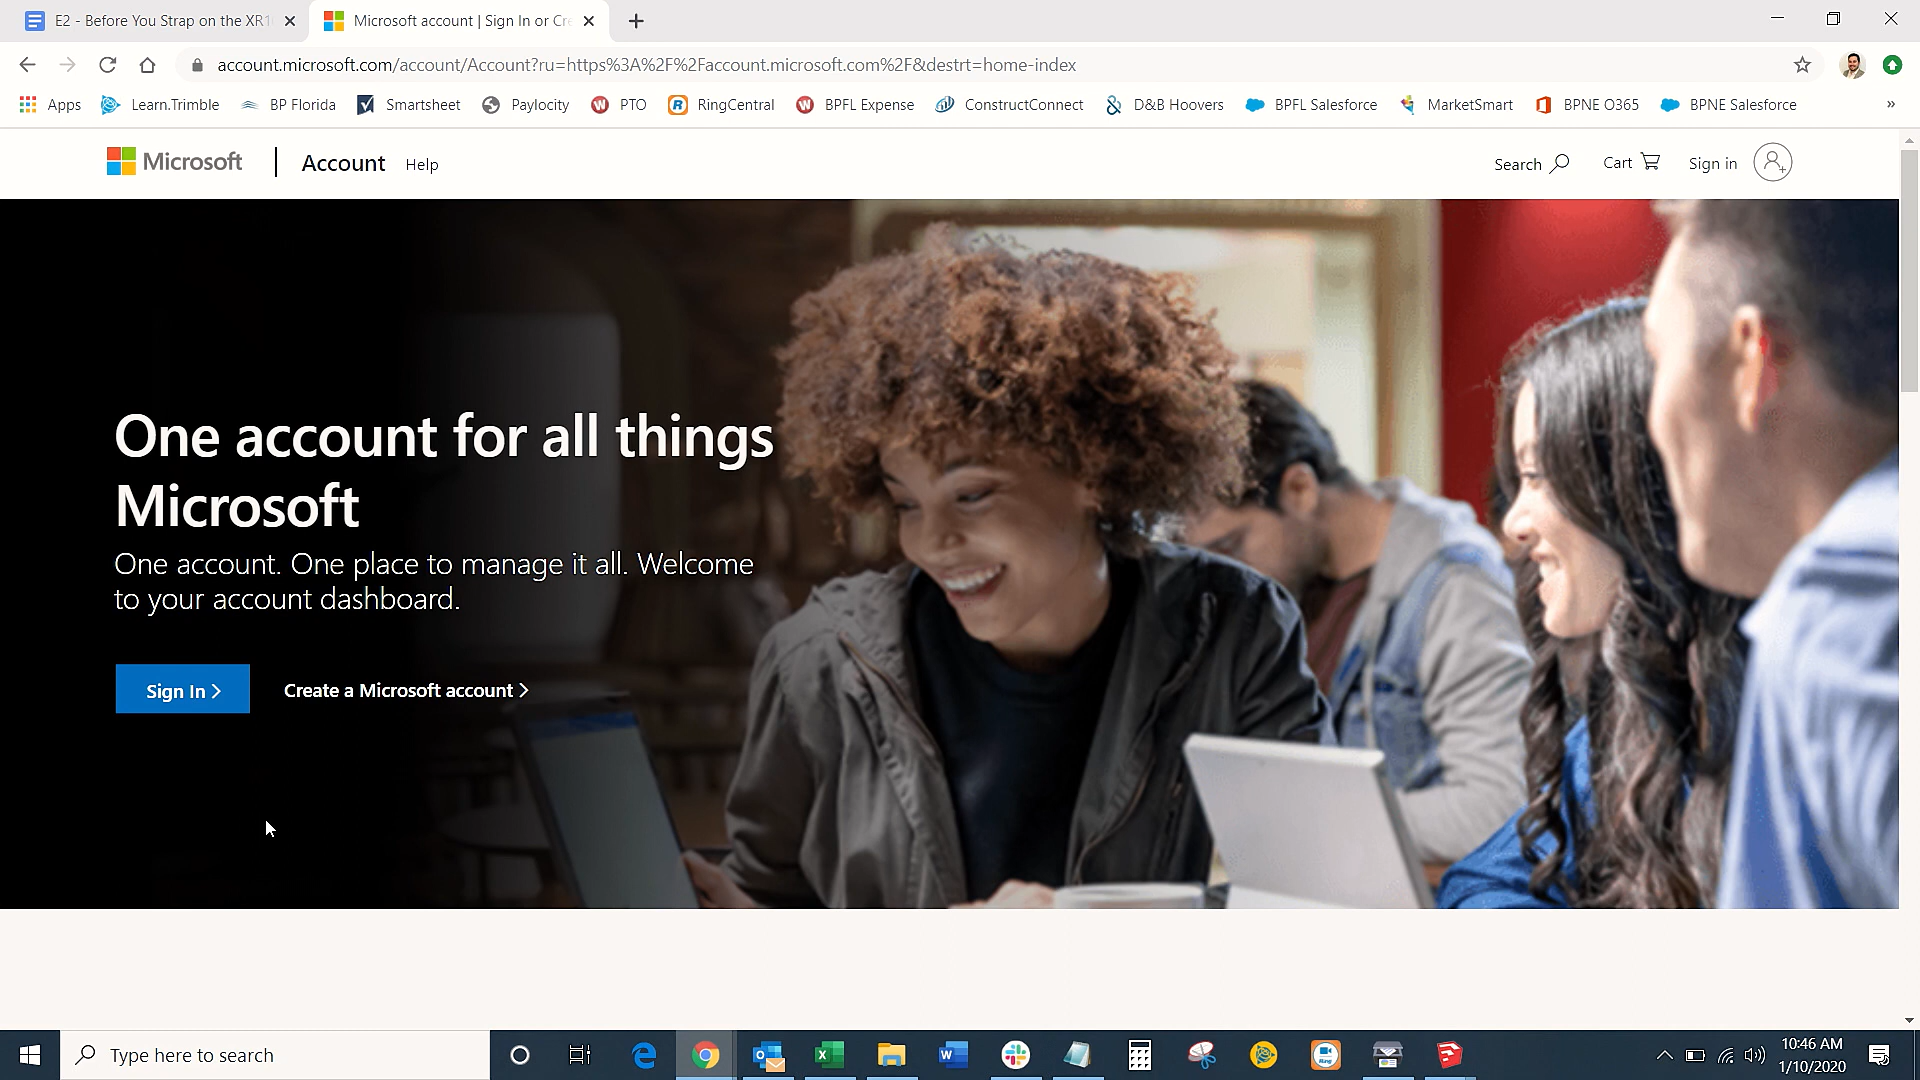 E2 - Before You Strap on the XR1
Microsoft account | Sign In or Cre
account.microsoft.com/account/Account?ru=https%3A%2F%2Faccount.microsoft.com%2F&destrt=home-index
Apps
Learn.Trimble
BP Florida
Smartsheet
Paylocity
PTO
RingCentral
BPFL Expense
ConstructConnect
D&B Hoovers
BPFL Salesforce
MarketSmart
BPNE O365
BPNE Salesforce
»
Microsoft
Account
Help
Search
Cart
Sign in
One account for all things
Microsoft
One account. One place to manage it all. Welcome
to your account dashboard.
Sign In >
Create a Microsoft account >
Type here to search
10:46 AM
1/10/2020